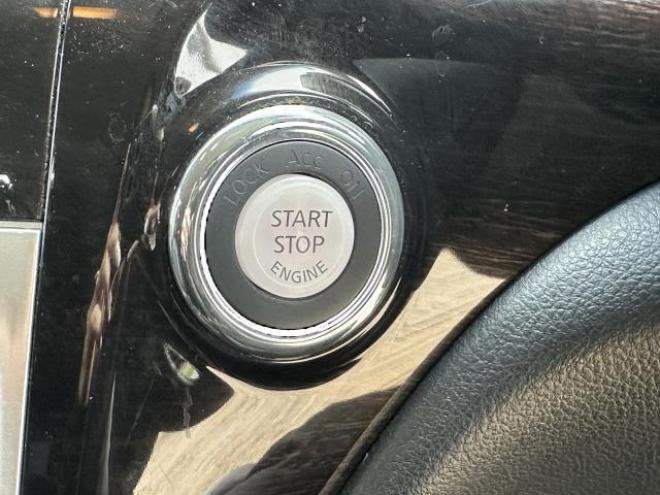 LOCK ACC ON
START
STOP
ENGINE